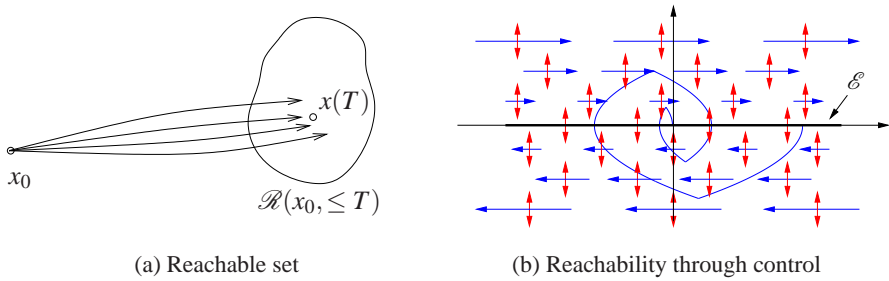 x(T)
x₀
ℛ(x₀, ≤ T)
ℰ
(a) Reachable set
(b) Reachability through control